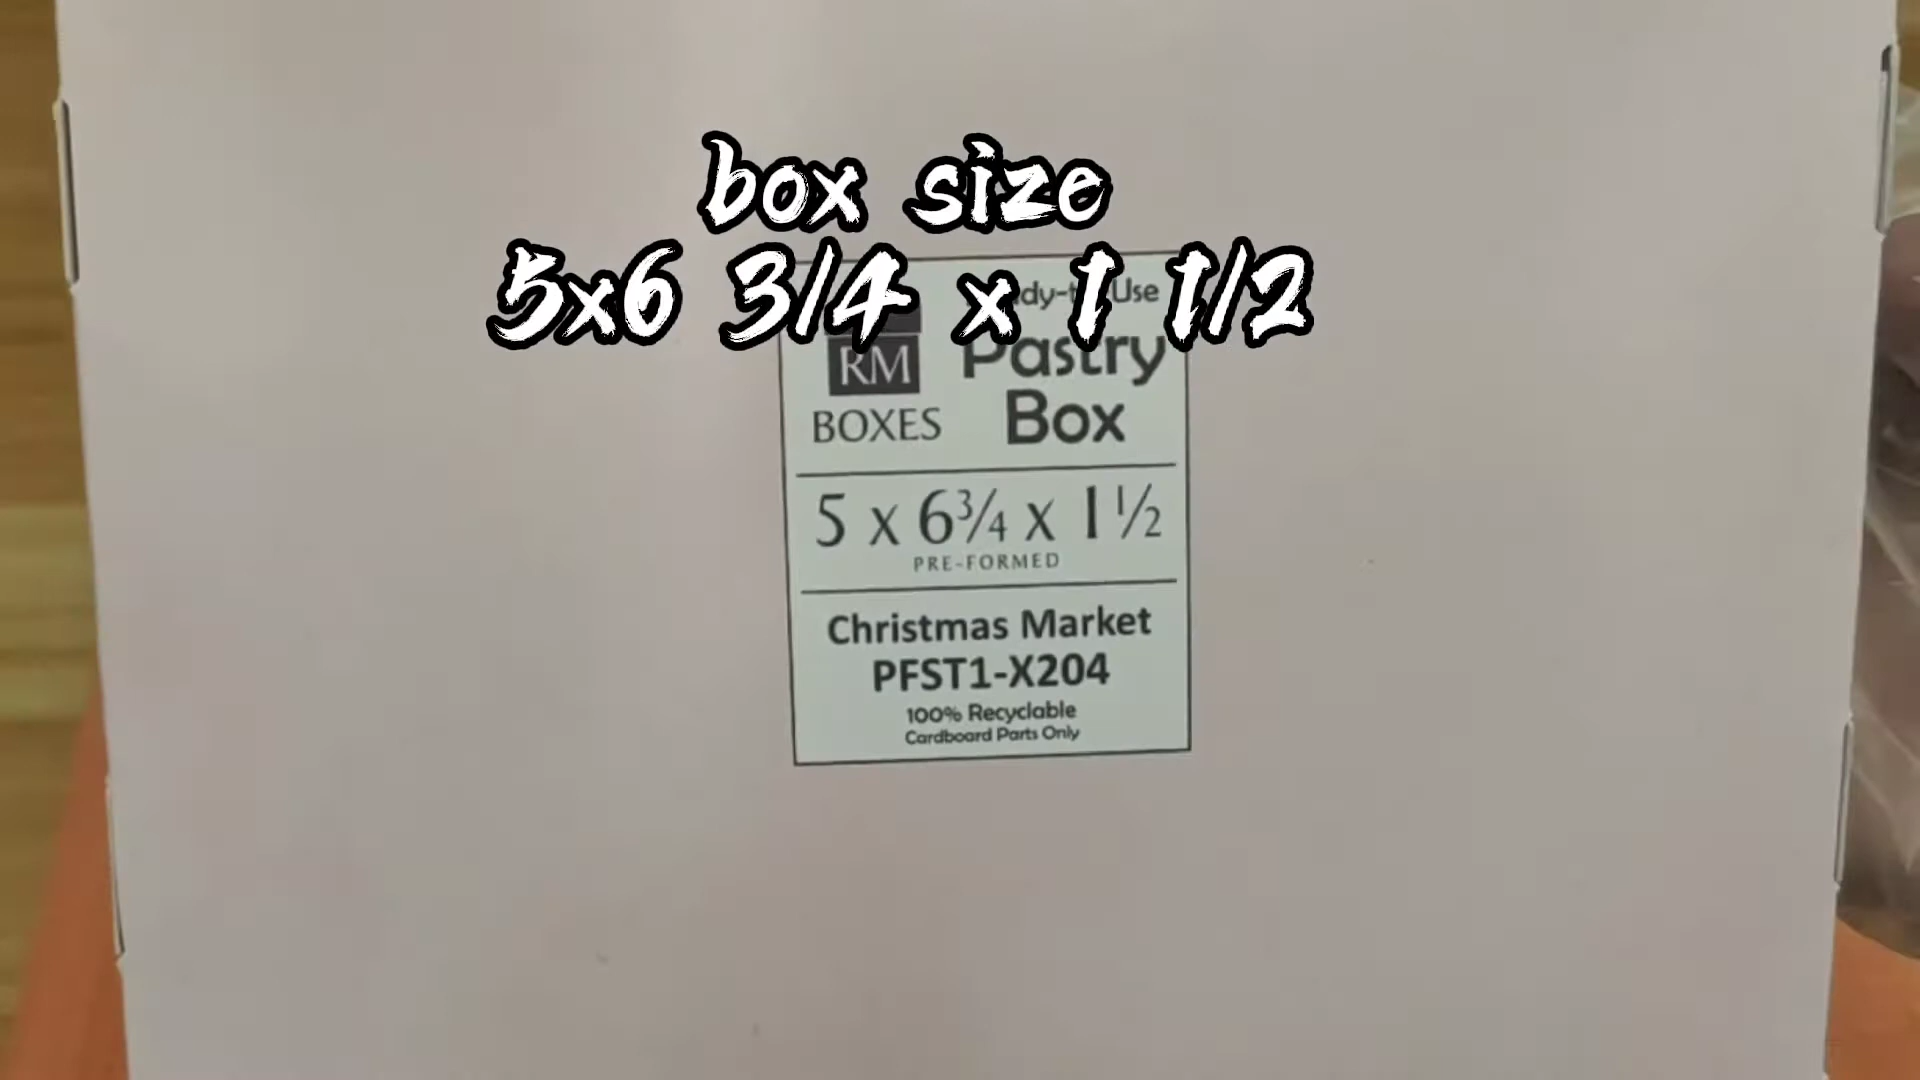 box size
5x6 3/4 x 1 1/2
Use
RM
BOXES
Pastry
Box
5 x 6¾ x 1½
PRE-FORMED
Christmas Market
PFST1-X204
100% Recyclable
Cardboard Parts Only